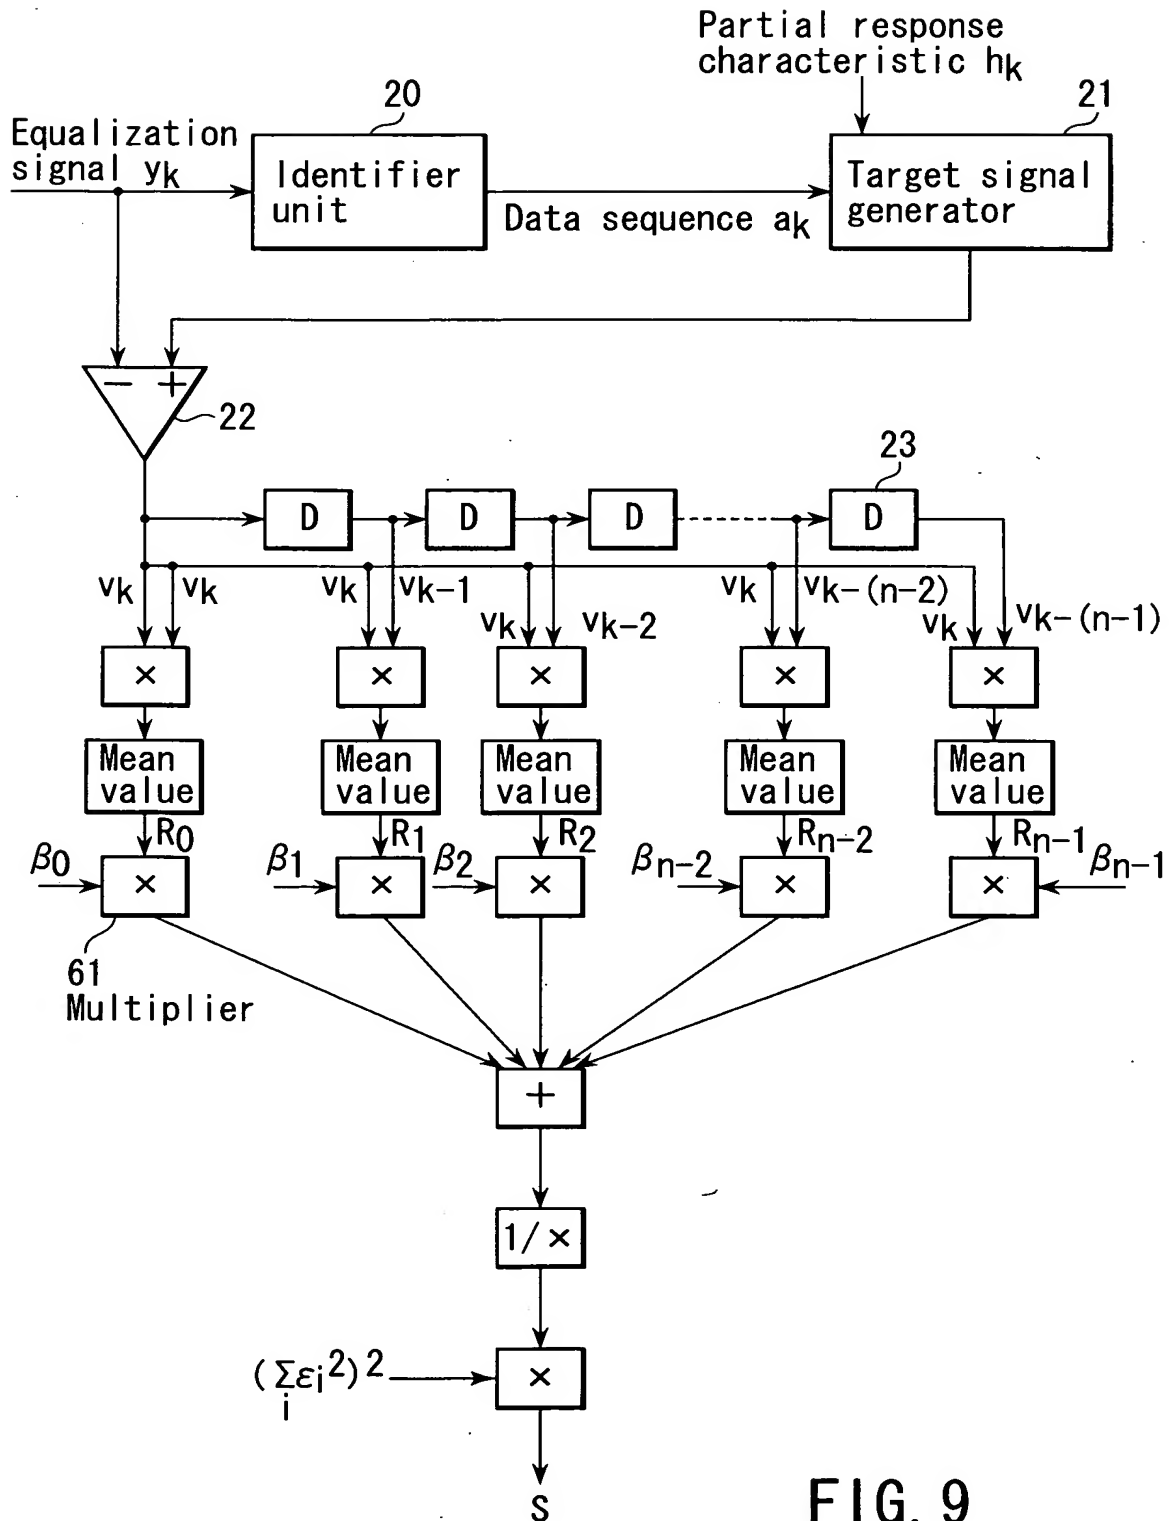 Partial response
characteristic hk
20
21
Equalization
signal yk
Identifier
unit
Data sequence ak
Target signal
generator
− +
22
23
D D D D
vk vk vk vk-1 vk vk-2 vk vk-(n-2) vk vk-(n-1)
× × × × ×
Mean Mean Mean Mean Mean
value value value value value
R0 R1 R2 Rn-2 Rn-1
β0 β1 β2 βn-2 βn-1
× × × × ×
61
Multiplier
+
1/×
(Σεi²)²
i
×
S
FIG. 9